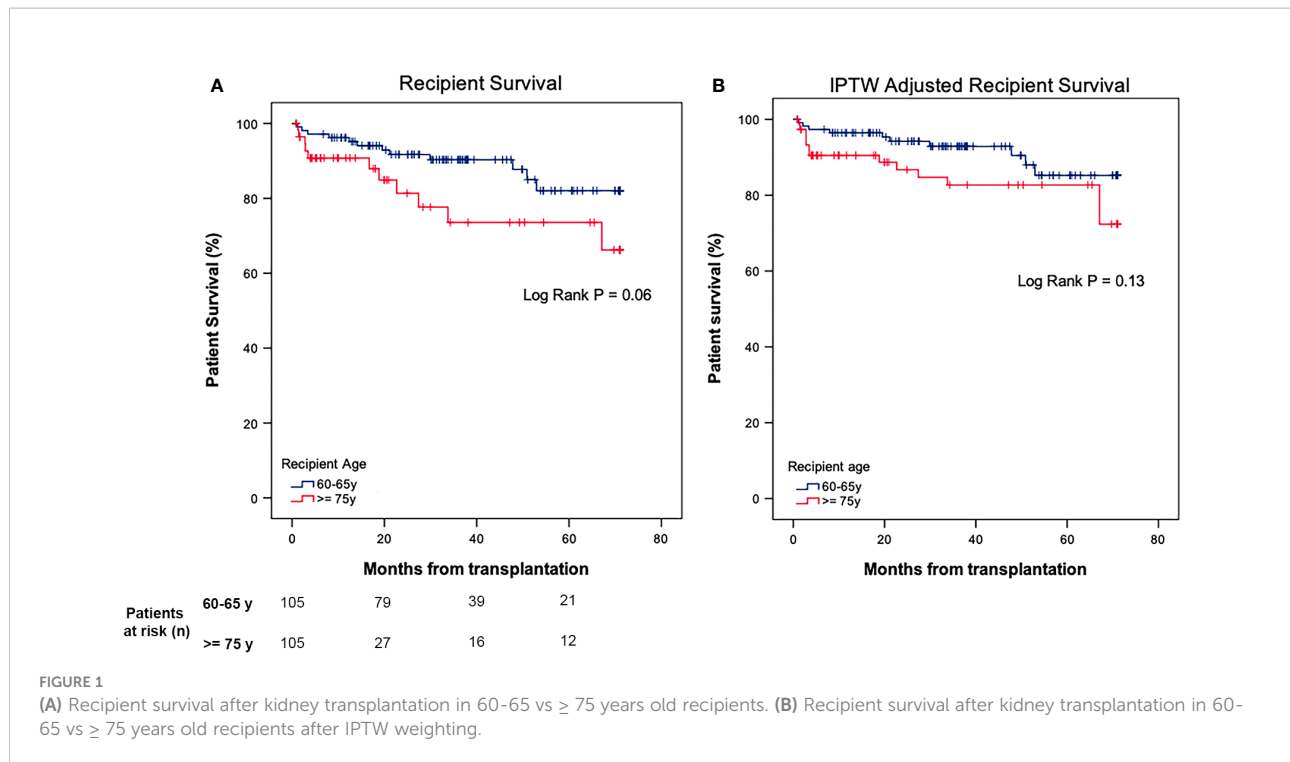 A
Recipient Survival
100
80
60
40
20
0
Patient Survival (%)
Log Rank P = 0.06
Recipient Age
60-65y
>= 75y
0 20 40 60 80
Months from transplantation
Patients at risk (n)
60-65 y 105 79 39 21
>= 75 y 105 27 16 12
B
IPTW Adjusted Recipient Survival
100
80
60
40
20
0
Patient survival (%)
Log Rank P = 0.13
Recipient age
60-65y
>= 75y
0 20 40 60 80
Months from transplantation
FIGURE 1
(A) Recipient survival after kidney transplantation in 60-65 vs ≥ 75 years old recipients. (B) Recipient survival after kidney transplantation in 60-
65 vs ≥ 75 years old recipients after IPTW weighting.